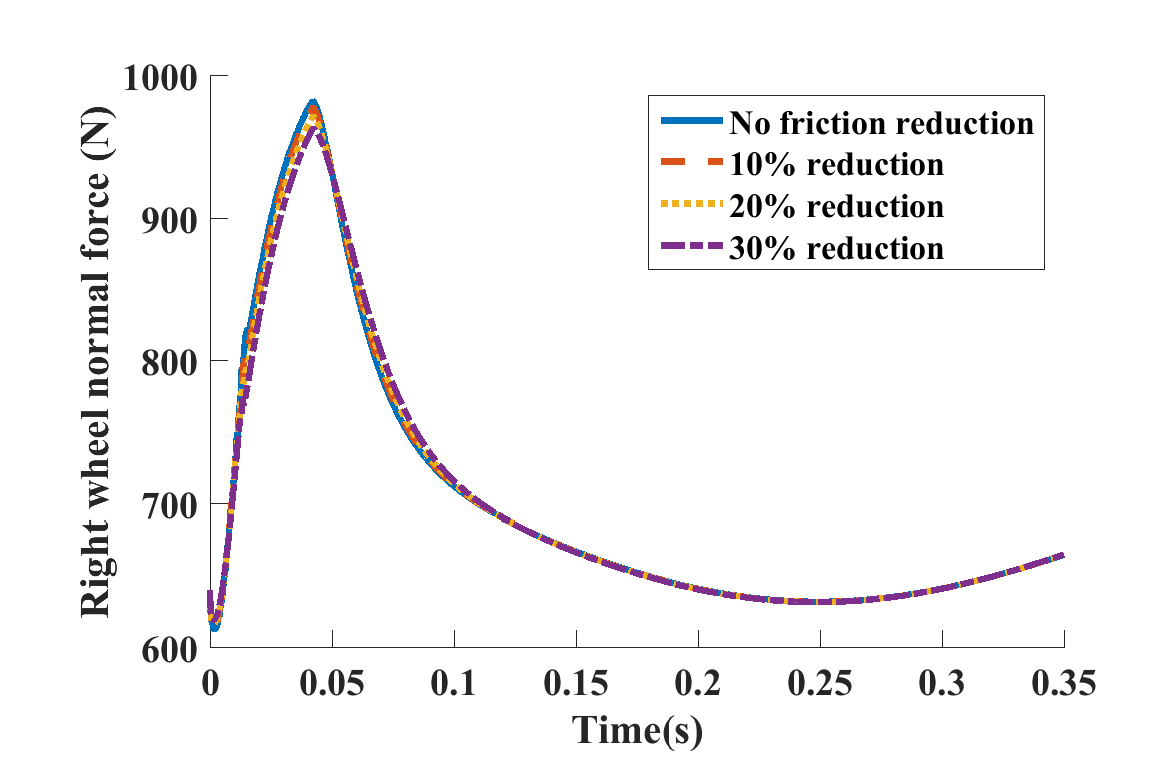 1000
900
800
700
600
Right wheel normal force (N)
No friction reduction
10% reduction
20% reduction
30% reduction
0
0.05
0.1
0.15
0.2
0.25
0.3
0.35
Time(s)